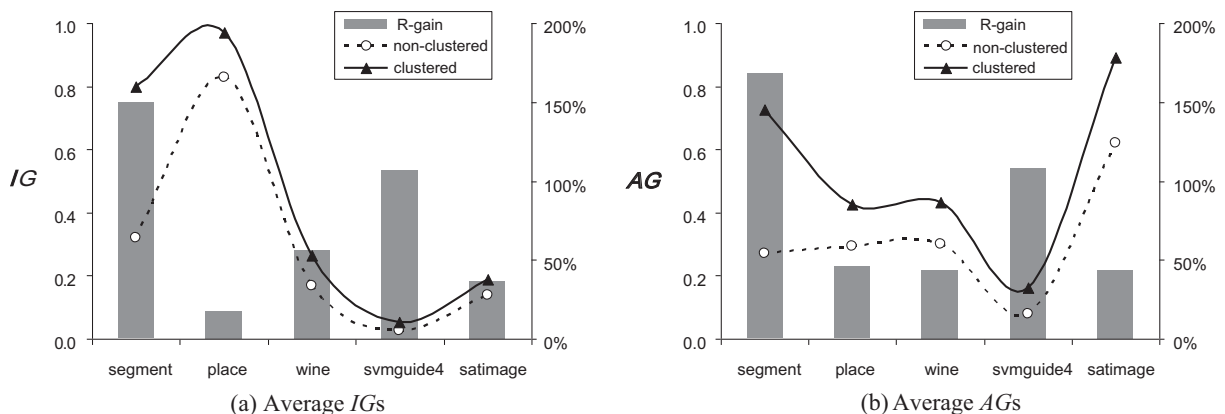 1.0
0.8
0.6
0.4
0.2
0.0
IG
200%
150%
100%
50%
0%
R-gain
non-clustered
clustered
segment place wine svmguide4 satimage
(a) Average IGs
1.0
0.8
0.6
0.4
0.2
0.0
AG
200%
150%
100%
50%
0%
R-gain
non-clustered
clustered
segment place wine svmguide4 satimage
(b) Average AGs